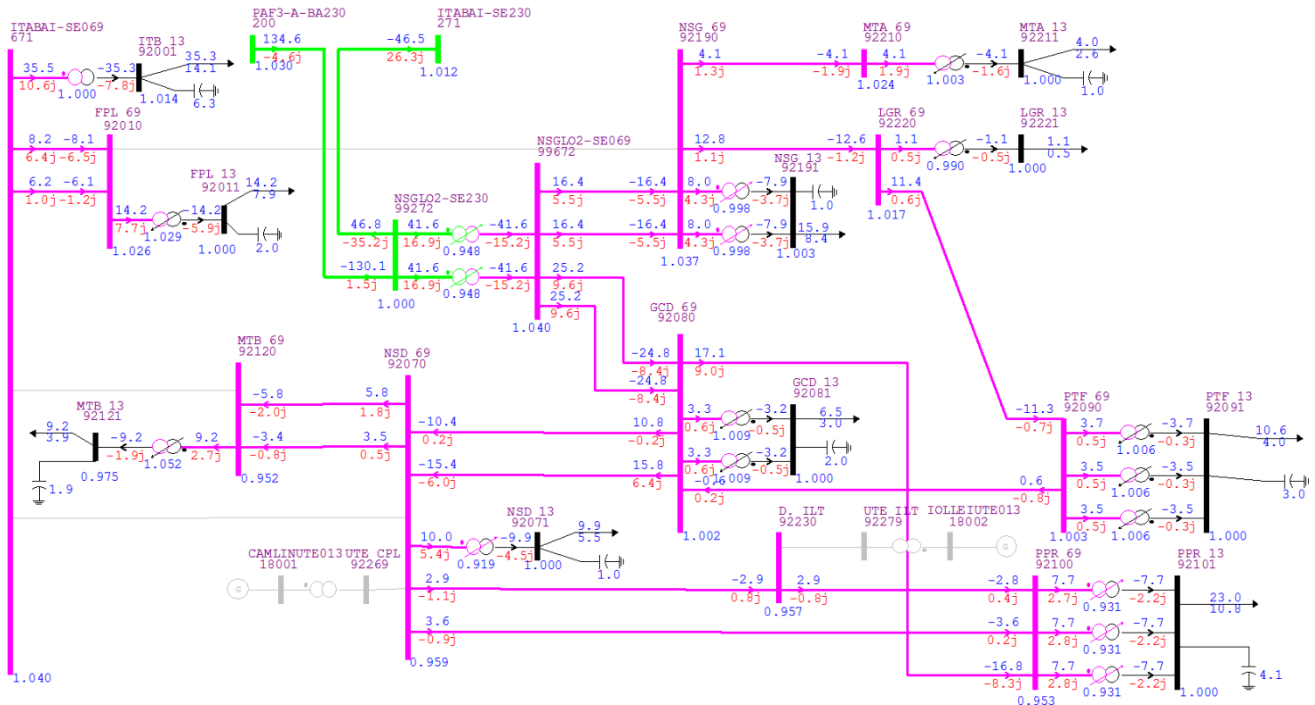 ITABAI-SE069
671
ITB 13
92001
PAF3-A-BA230
200
ITABAI-SE230
271
NSG 69
92190
MTA 69
92210
MTA 13
92211
35.5
10.6j
1.000
-35.3
-7.8j
1.014
35.3
14.1
6.3
134.6
-4.6j
1.030
-46.5
26.3j
1.012
4.1
1.3j
-4.1
-1.9j
1.024
4.1
1.9j
1.003
-4.1
-1.6j
1.000
4.0
2.6
1.0
FPL 69
92010
8.2
6.4j
-8.1
-6.5j
6.2
1.0j
-6.1
-1.2j
FPL 13
92011
14.2
7.7j
1.029
-14.2
-5.9j
1.026
1.000
14.2
7.9
2.0
NSGLO2-SE069
99672
NSGLO2-SE230
99272
46.8
-35.2j
41.6
16.9j
0.948
-41.6
-15.2j
-130.1
1.5j
41.6
16.9j
0.948
-41.6
-15.2j
1.000
16.4
5.5j
-16.4
-5.5j
16.4
5.5j
-16.4
-5.5j
25.2
9.6j
25.2
9.6j
1.040
12.8
1.1j
-12.6
-1.2j
LGR 69
92220
1.1
0.5j
0.990
-1.1
-0.5j
LGR 13
92221
1.1
0.5
1.000
11.4
0.6j
1.017
NSG 13
92191
8.0
4.3j
0.998
-7.9
-3.7j
1.0
8.0
4.3j
0.998
-7.9
-3.7j
15.9
8.4
1.037
1.003
GCD 69
92080
-24.8
-8.4j
-24.8
-8.4j
17.1
9.0j
GCD 13
92081
3.3
0.6j
1.009
-3.2
-0.5j
6.5
3.0
3.3
0.6j
1.009
-3.2
-0.5j
2.0
1.000
10.8
-0.2j
15.8
6.4j
-0.6
0.2j
1.002
MTB 69
92120
NSD 69
92070
MTB 13
92121
9.2
3.9
-9.2
-1.9j
1.052
9.2
2.7j
0.975
1.9
-5.8
-2.0j
-3.4
-0.8j
0.952
5.8
1.8j
-10.4
0.2j
3.5
0.5j
-15.4
-6.0j
NSD 13
92071
10.0
5.4j
0.919
-9.9
-4.5j
1.000
9.9
5.5
1.0
2.9
-1.1j
3.6
-0.9j
0.959
CAMLINUTE013
18001
UTE CPL
92269
G
D. ILT
92230
UTE ILT
92279
IOLLEIUTE013
18002
G
-2.9
0.8j
2.9
-0.8j
0.957
PTF 69
92090
PTF 13
92091
-11.3
-0.7j
3.7
0.5j
1.006
-3.7
-0.3j
10.6
4.0
3.5
0.5j
1.006
-3.5
-0.3j
3.0
0.6
-0.8j
3.5
0.5j
1.006
-3.5
-0.3j
1.003
1.000
PPR 69
92100
PPR 13
92101
-2.8
0.4j
7.7
2.7j
0.931
-7.7
-2.2j
23.0
10.8
-3.6
0.2j
7.7
2.8j
0.931
-7.7
-2.2j
-16.8
-8.3j
7.7
2.8j
0.931
-7.7
-2.2j
4.1
0.953
1.000
1.040